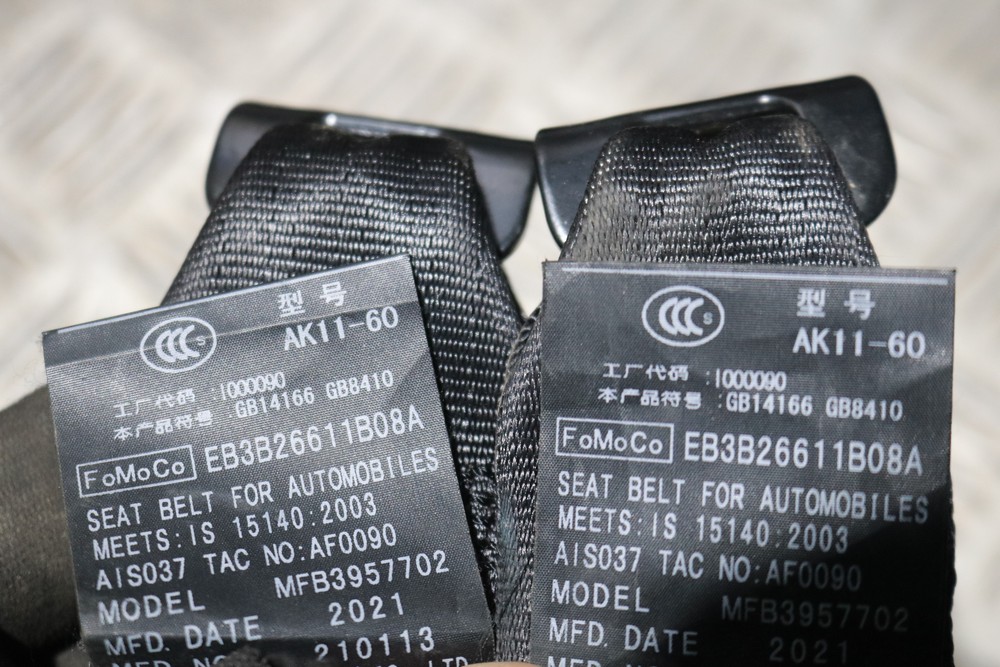 CCC S 型号
AK11-60
工厂代码 :I000090
本产品符号 :GB14166 GB8410
FoMoCo EB3B26611B08A
SEAT BELT FOR AUTOMOBILES
MEETS:IS 15140:2003
AIS037 TAC NO:AF0090
MODEL MFB3957702
MFD. DATE 2021
210113
CCC S 型号
AK11-60
工厂代码 :I000090
本产品符号 :GB14166 GB8410
FoMoCo EB3B26611B08A
SEAT BELT FOR AUTOMOBILES
MEETS:IS 15140:2003
AIS037 TAC NO:AF0090
MODEL MFB3957702
MFD. DATE 2021